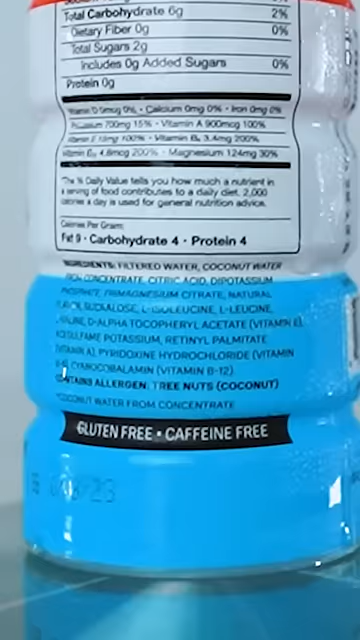 Total Carbohydrate 6g 2%
Dietary Fiber 0g 0%
Total Sugars 2g
Includes 0g Added Sugars 0%
Protein 0g
Vitamin D 0mcg 0% • Calcium 0mg 0% • Iron 0mg 0%
Potassium 700mg 15% • Vitamin A 900mcg 100%
Vitamin E 15mg 100% • Vitamin B₆ 3.4mg 200%
Vitamin B₁₂ 4.8mcg 200% • Magnesium 124mg 30%
*The % Daily Value tells you how much a nutrient in
a serving of food contributes to a daily diet. 2,000
calories a day is used for general nutrition advice.
Calories Per Gram:
Fat 9 • Carbohydrate 4 • Protein 4
INGREDIENTS: FILTERED WATER, COCONUT WATER
FROM CONCENTRATE, CITRIC ACID, DIPOTASSIUM
PHOSPHATE, TRIMAGNESIUM CITRATE, NATURAL
FLAVOR, SUCRALOSE, L-ISOLEUCINE, L-LEUCINE,
L-VALINE, D-ALPHA TOCOPHERYL ACETATE (VITAMIN E),
ACESULFAME POTASSIUM, RETINYL PALMITATE
(VITAMIN A), PYRIDOXINE HYDROCHLORIDE (VITAMIN
B-6), CYANOCOBALAMIN (VITAMIN B-12).
CONTAINS ALLERGEN: TREE NUTS (COCONUT)
*COCONUT WATER FROM CONCENTRATE
GLUTEN FREE • CAFFEINE FREE